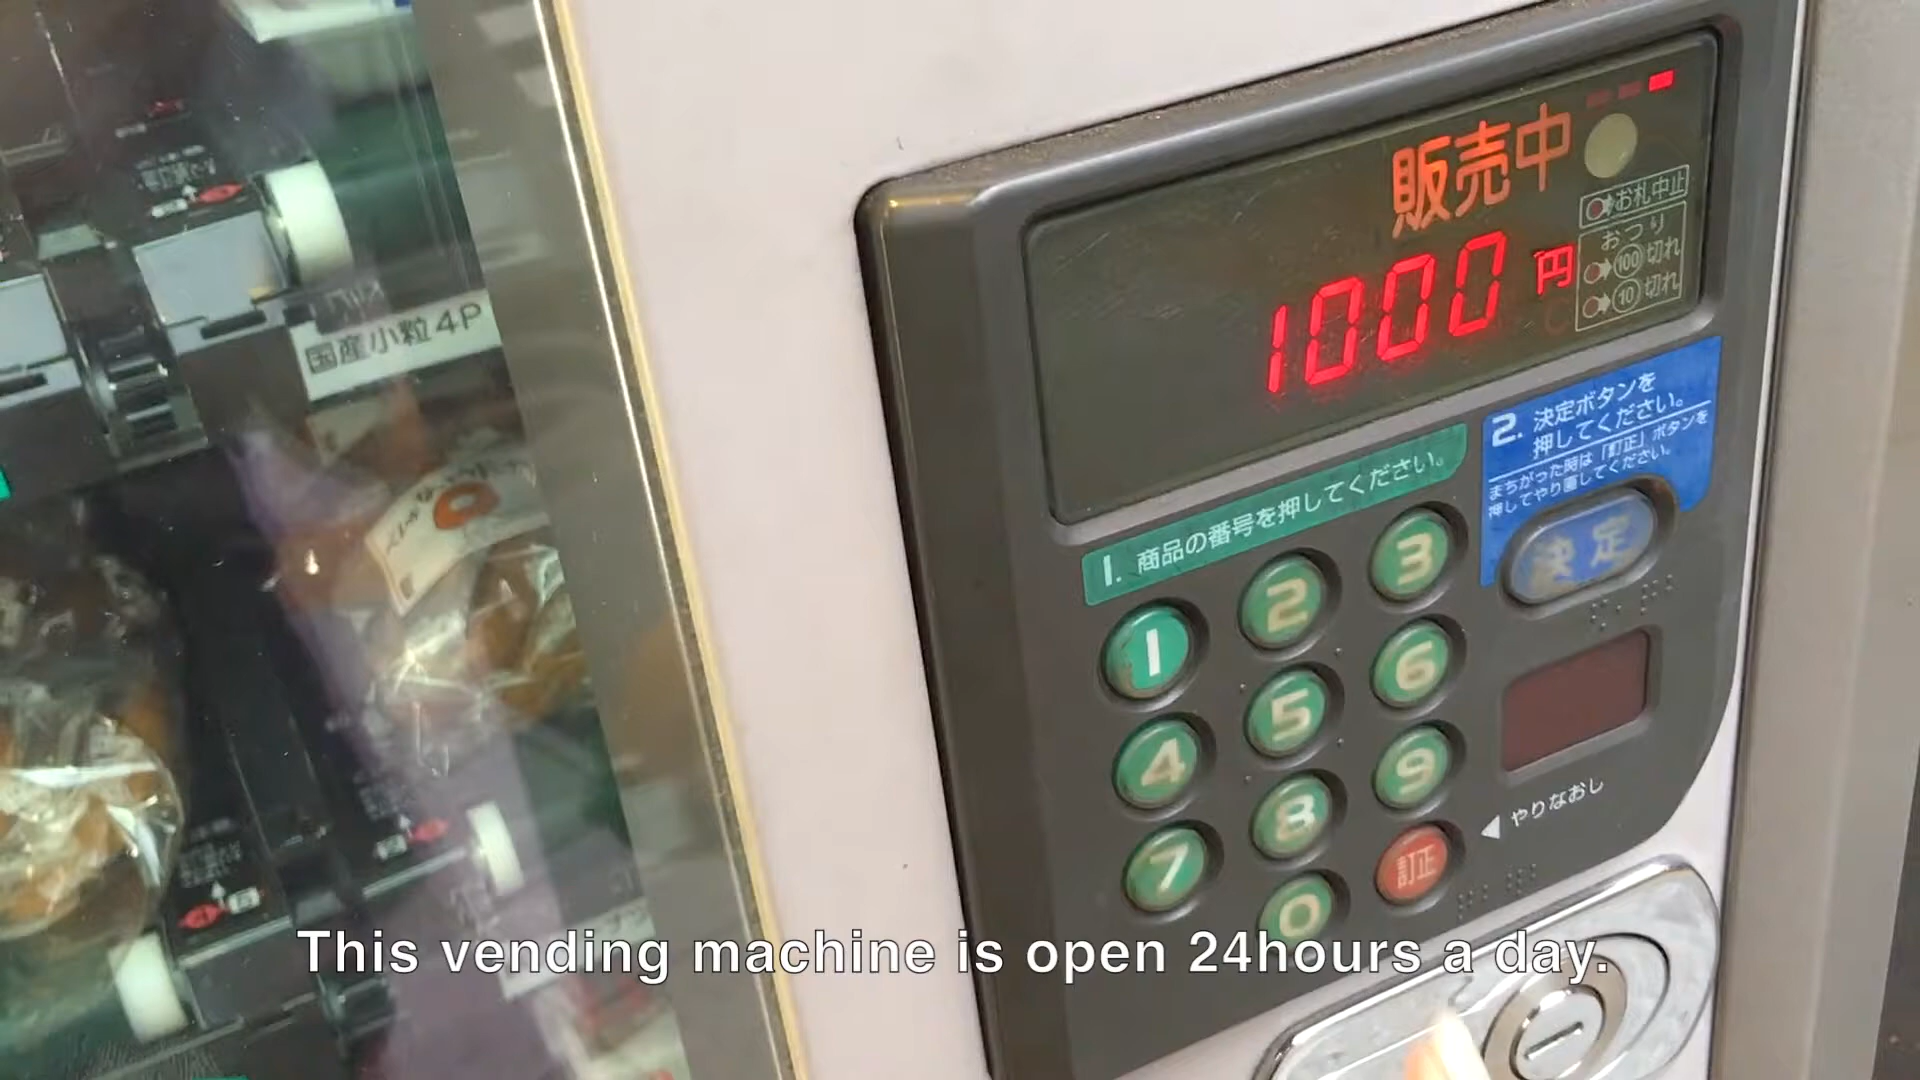 販売中
お札中止
おつり
1000 円
100 切れ
10 切れ
国産小粒4P
2. 決定ボタンを
押してください。
まちがった時は「訂正」ボタンを
押してやり直してください。
1. 商品の番号を押してください。
決定
1 2 3
4 5 6
7 8 9
0 訂正
やりなおし
This vending machine is open 24hours a day.